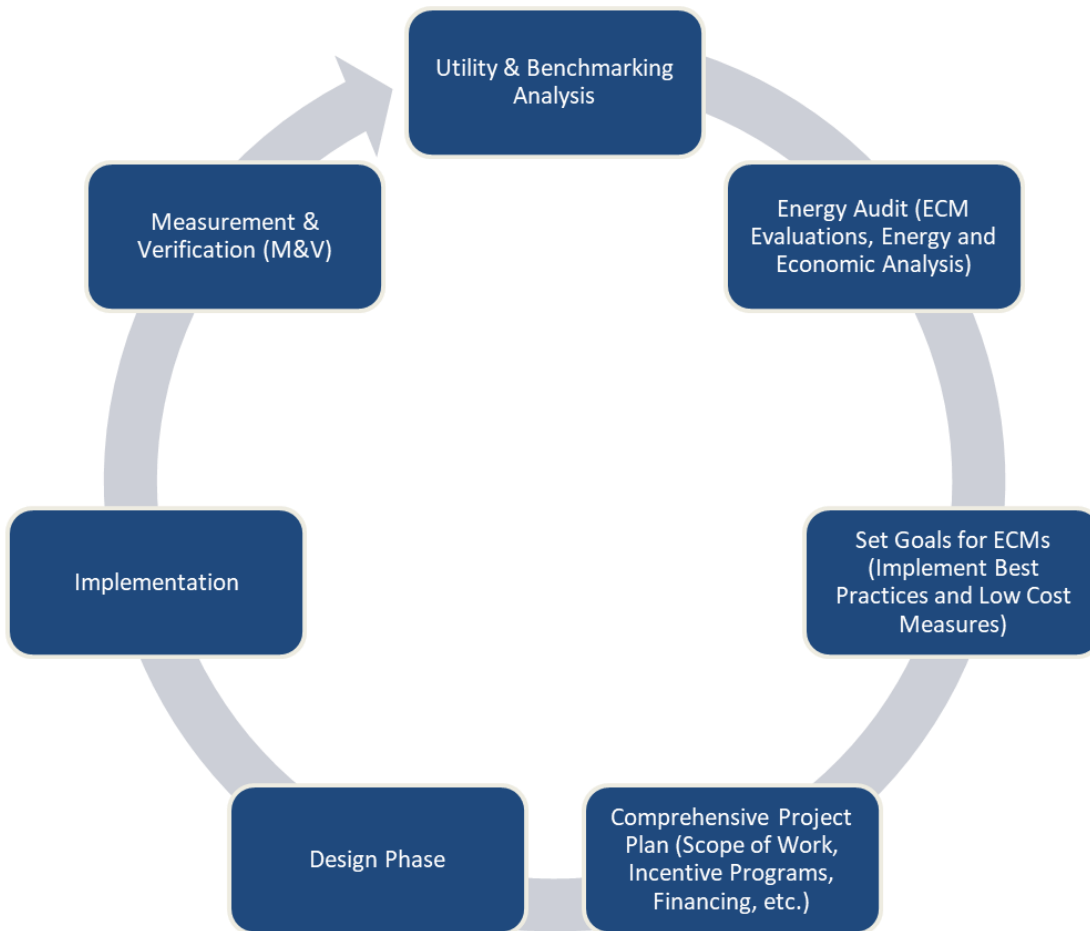 Utility & Benchmarking
Analysis
Energy Audit (ECM
Evaluations, Energy and
Economic Analysis)
Set Goals for ECMs
(Implement Best
Practices and Low Cost
Measures)
Comprehensive Project
Plan (Scope of Work,
Incentive Programs,
Financing, etc.)
Design Phase
Implementation
Measurement &
Verification (M&V)